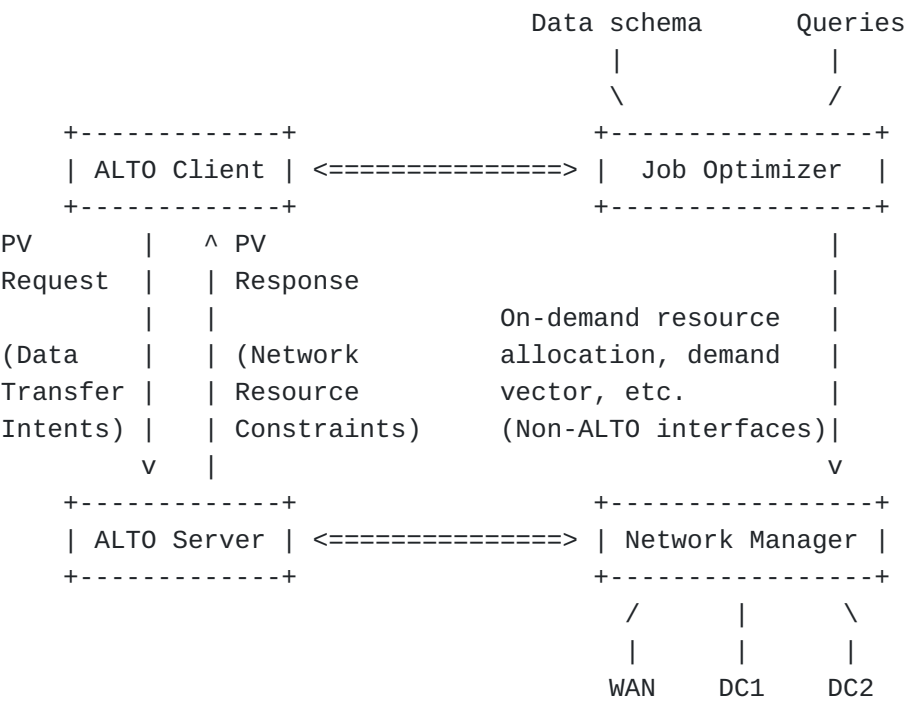 Data schema      Queries
ALTO Client     Job Optimizer
PV     PV
Request     Response
On-demand resource
(Data     (Network     allocation, demand
Transfer     Resource     vector, etc.
Intents)     Constraints)     (Non-ALTO interfaces)
ALTO Server     Network Manager
WAN    DC1    DC2